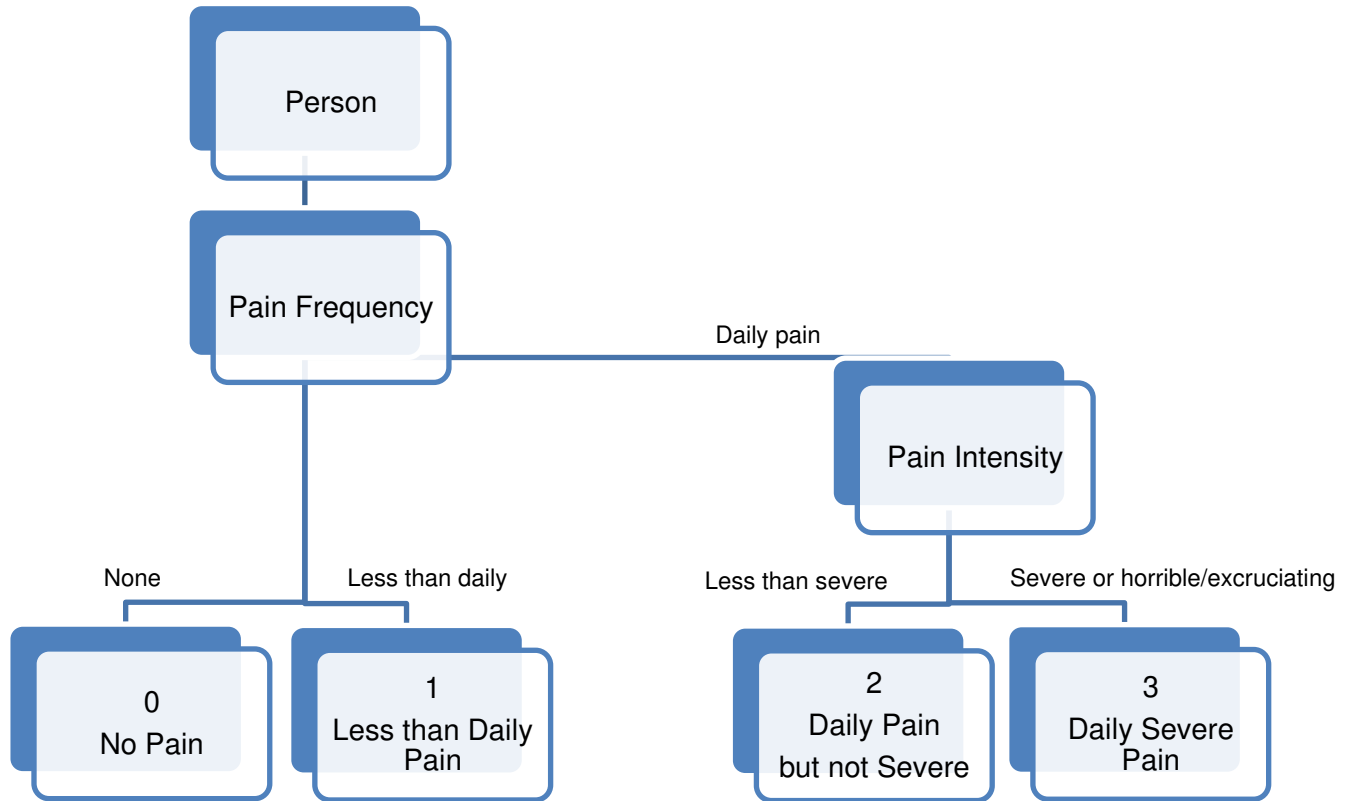 Person
Pain Frequency
Daily pain
Pain Intensity
None
Less than daily
Less than severe
Severe or horrible/excruciating
0
No Pain
1
Less than Daily
Pain
2
Daily Pain
but not Severe
3
Daily Severe
Pain